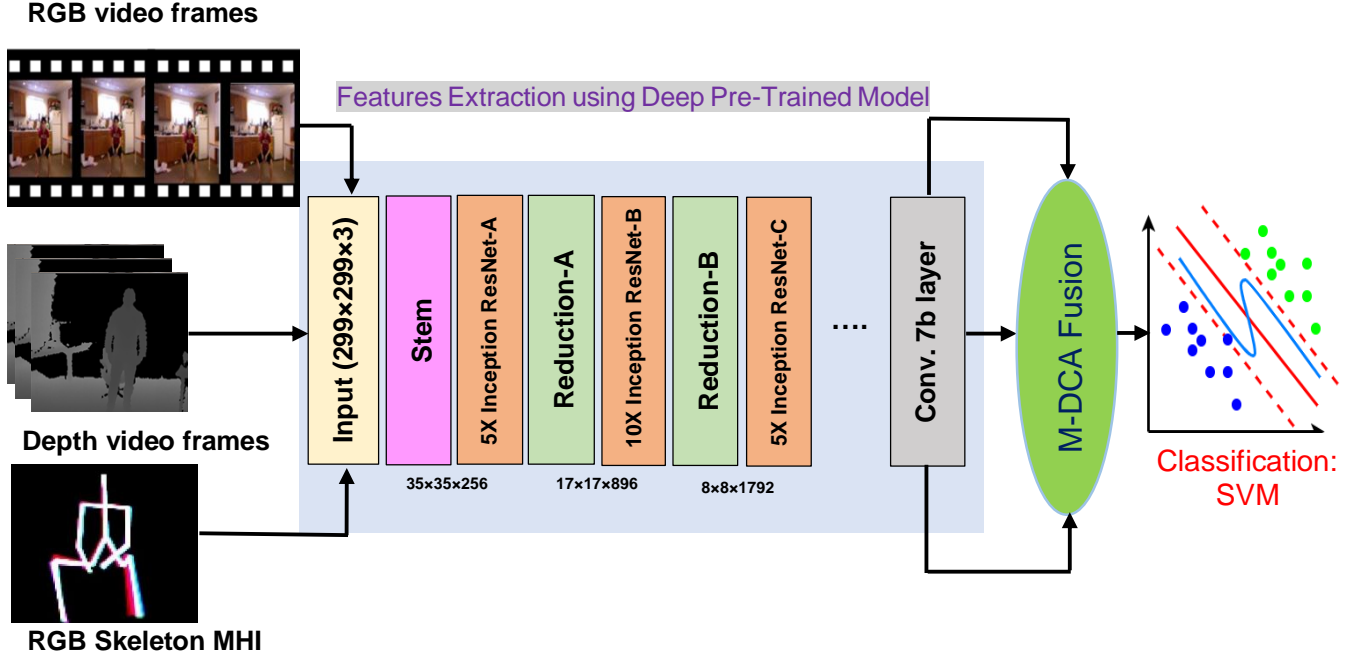 RGB video frames
Features Extraction using Deep Pre-Trained Model
Input (299×299×3)
Stem
5X Inception ResNet-A
Reduction-A
10X Inception ResNet-B
Reduction-B
5X Inception ResNet-C
....
Conv. 7b layer
M-DCA Fusion
Depth video frames
35×35×256
17×17×896
8×8×1792
Classification:
SVM
RGB Skeleton MHI